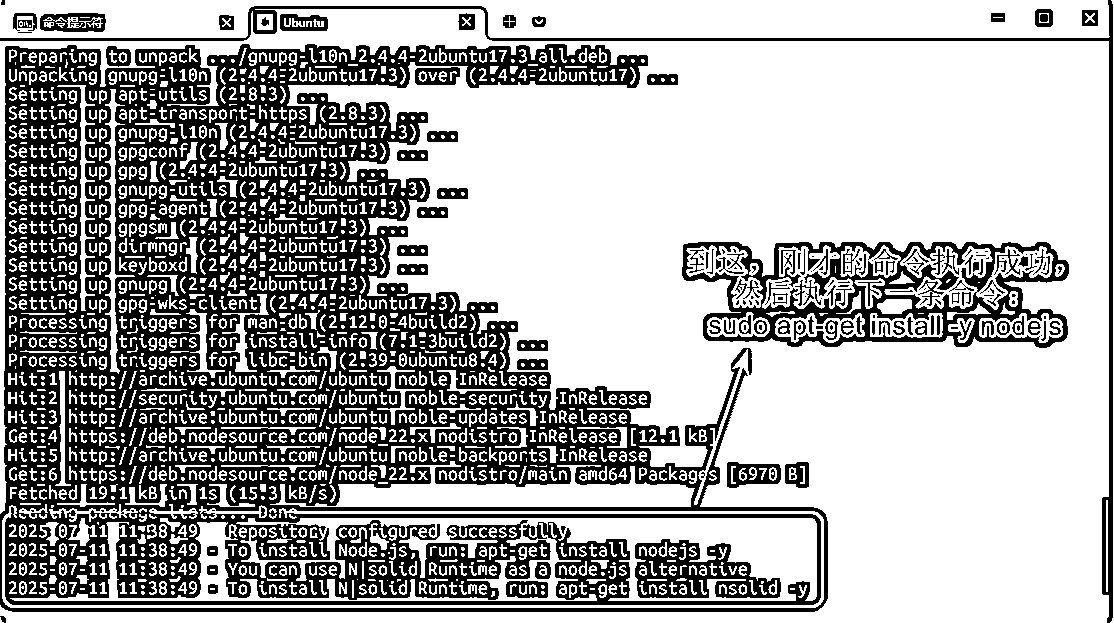 命令提示符
Ubuntu
Preparing to unpack .../gnupg-l10n_2.4.4-2ubuntu17.3_all.deb ...
Unpacking gnupg-l10n (2.4.4-2ubuntu17.3) over (2.4.4-2ubuntu17) ...
Setting up apt-utils (2.8.3) ...
Setting up apt-transport-https (2.8.3) ...
Setting up gnupg-l10n (2.4.4-2ubuntu17.3) ...
Setting up gpgconf (2.4.4-2ubuntu17.3) ...
Setting up gpg (2.4.4-2ubuntu17.3) ...
Setting up gnupg-utils (2.4.4-2ubuntu17.3) ...
Setting up gpg-agent (2.4.4-2ubuntu17.3) ...
Setting up gpgsm (2.4.4-2ubuntu17.3) ...
Setting up dirmngr (2.4.4-2ubuntu17.3) ...
Setting up keyboxd (2.4.4-2ubuntu17.3) ...
Setting up gnupg (2.4.4-2ubuntu17.3) ...
Setting up gpg-wks-client (2.4.4-2ubuntu17.3) ...
Processing triggers for man-db (2.12.0-4build2) ...
Processing triggers for install-info (7.1-3build2) ...
Processing triggers for libc-bin (2.39-0ubuntu8.4) ...
Hit:1 http://archive.ubuntu.com/ubuntu noble InRelease
Hit:2 http://security.ubuntu.com/ubuntu noble-security InRelease
Hit:3 http://archive.ubuntu.com/ubuntu noble-updates InRelease
Get:4 https://deb.nodesource.com/node_22.x nodistro InRelease [12.1 kB]
Hit:5 http://archive.ubuntu.com/ubuntu noble-backports InRelease
Get:6 https://deb.nodesource.com/node_22.x nodistro/main amd64 Packages [6970 B]
Fetched 19.1 kB in 1s (15.3 kB/s)
Reading package lists... Done
2025-07-11 11:38:49 - Repository configured successfully
2025-07-11 11:38:49 - To install Node.js, run: apt-get install nodejs -y
2025-07-11 11:38:49 - You can use N|solid Runtime as a node.js alternative
2025-07-11 11:38:49 - To install N|solid Runtime, run: apt-get install nsolid -y
到这，刚才的命令执行成功，
然后执行下一条命令：
sudo apt-get install -y nodejs